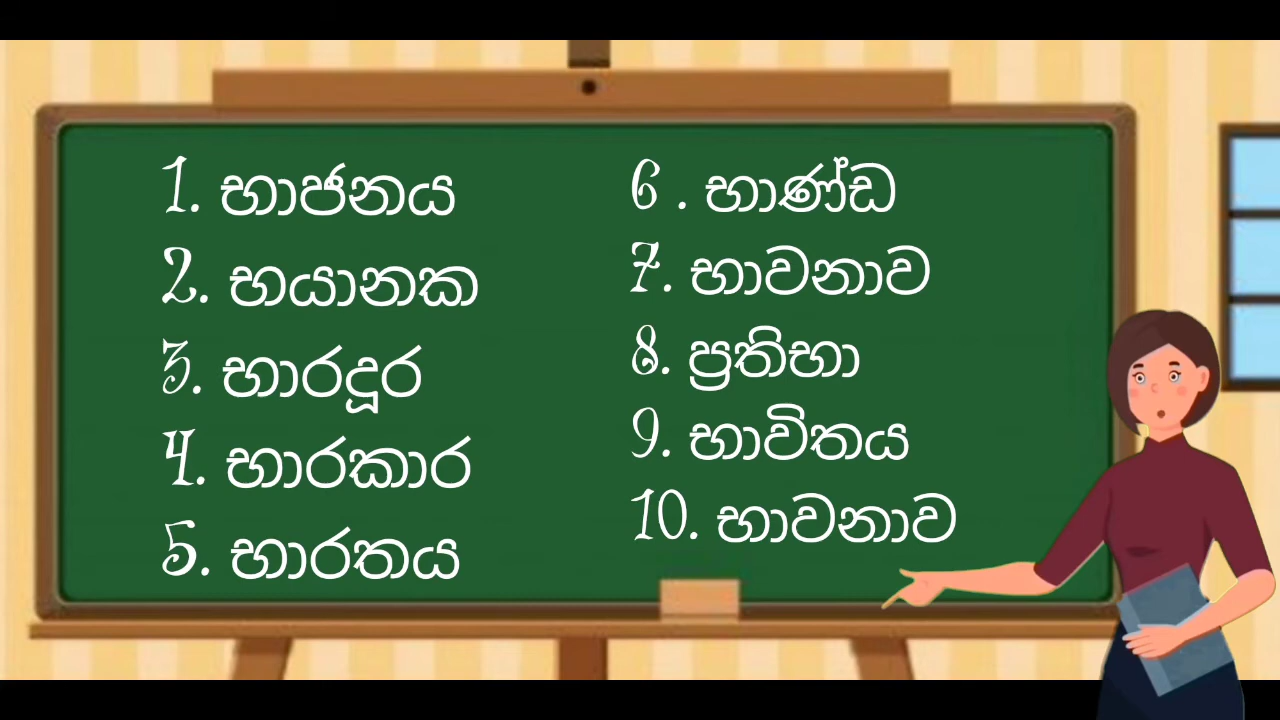 1. භාජනය
2. භයානක
3. භාරදූර
4. භාරකාර
5. භාරතය
6 . භාණ්ඩ
7. භාවනාව
8. ප්‍රතිභා
9. භාවිතය
10. භාවනාව